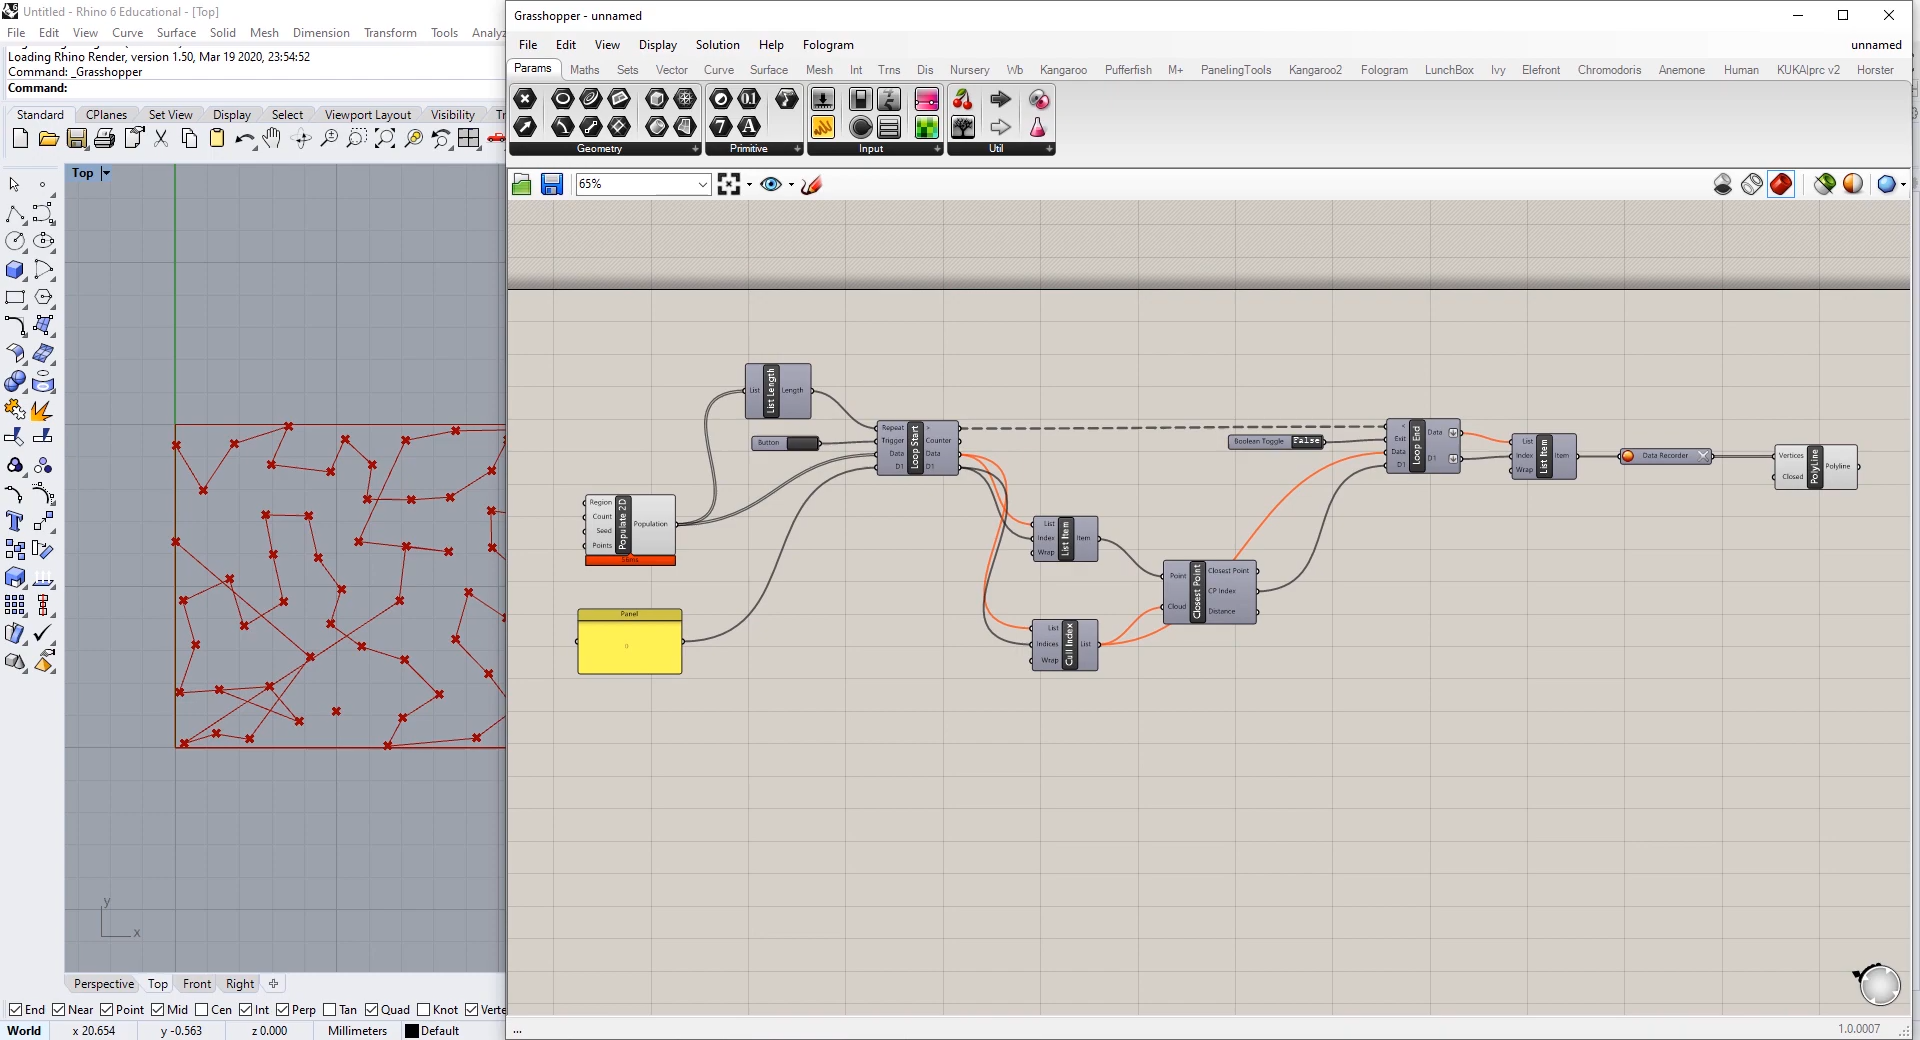 Untitled - Rhino 6 Educational - [Top]
File Edit View Curve Surface Solid Mesh Dimension Transform Tools Analyz
Loading Rhino Render, version 1.50, Mar 19 2020, 23:54:52
Command: _Grasshopper
Command:
Standard CPlanes Set View Display Select Viewport Layout Visibility Tr
Top
Grasshopper - unnamed
File Edit View Display Solution Help Fologram unnamed
Params Maths Sets Vector Curve Surface Mesh Int Trns Dis Nursery Wb Kangaroo Pufferfish M+ PanelingTools Kangaroo2 Fologram LunchBox Ivy Elefront Chromodoris Anemone Human KUKA|prc v2 Horster
0.1
7 A
Geometry Primitive Input Util
65%
List List Length Length
Button
Repeat Trigger Data D1 Loop Start > Counter Data D1
Region Count Seed Points Populate 2D Population
56ms
Panel
0
List Index Wrap List Item Item
List Indices Wrap Cull Index List
Point Cloud Closest Point Closest Point CP Index Distance
Boolean Toggle False
< Exit Data D1 Loop End Data D1
List Index Wrap List Item Item
Data Recorder
Vertices Closed PolyLine Polyline
y
x
Perspective Top Front Right
End Near Point Mid Cen Int Perp Tan Quad Knot Verte
World x 20.654 y -0.563 z 0.000 Millimeters Default
... 1.0.0007